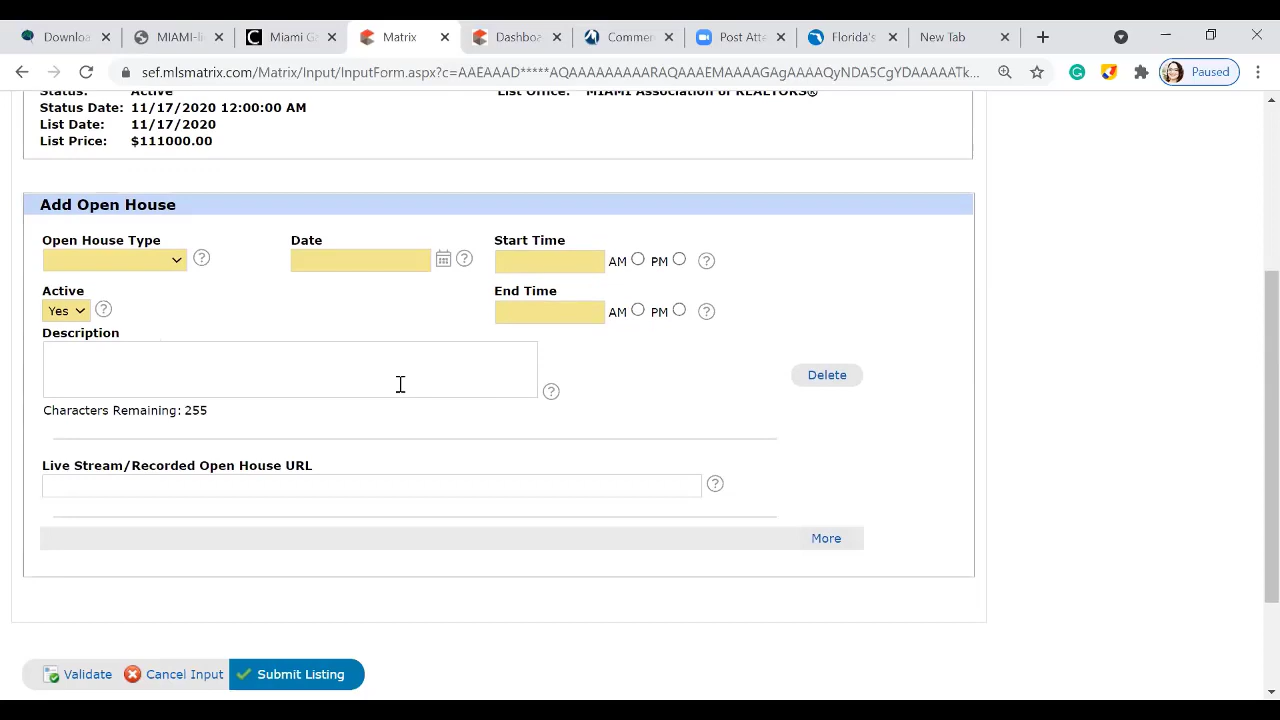 Downloa
MIAMI-li
Miami Ga
Matrix
Dashboa
Commer
Post Atte
Florida's
New Tab
sef.mlsmatrix.com/Matrix/Input/InputForm.aspx?c=AAEAAAD*****AQAAAAAAAAARAQAAAEMAAAAGAgAAAAQyNDA5CgYDAAAAATk...
Paused
Status: Active
List Office: MIAMI Association of REALTORS®
Status Date: 11/17/2020 12:00:00 AM
List Date: 11/17/2020
List Price: $111000.00
Add Open House
Open House Type
Date
Start Time
AM PM
Active
End Time
Yes
AM PM
Description
Delete
Characters Remaining: 255
Live Stream/Recorded Open House URL
More
Validate
Cancel Input
Submit Listing